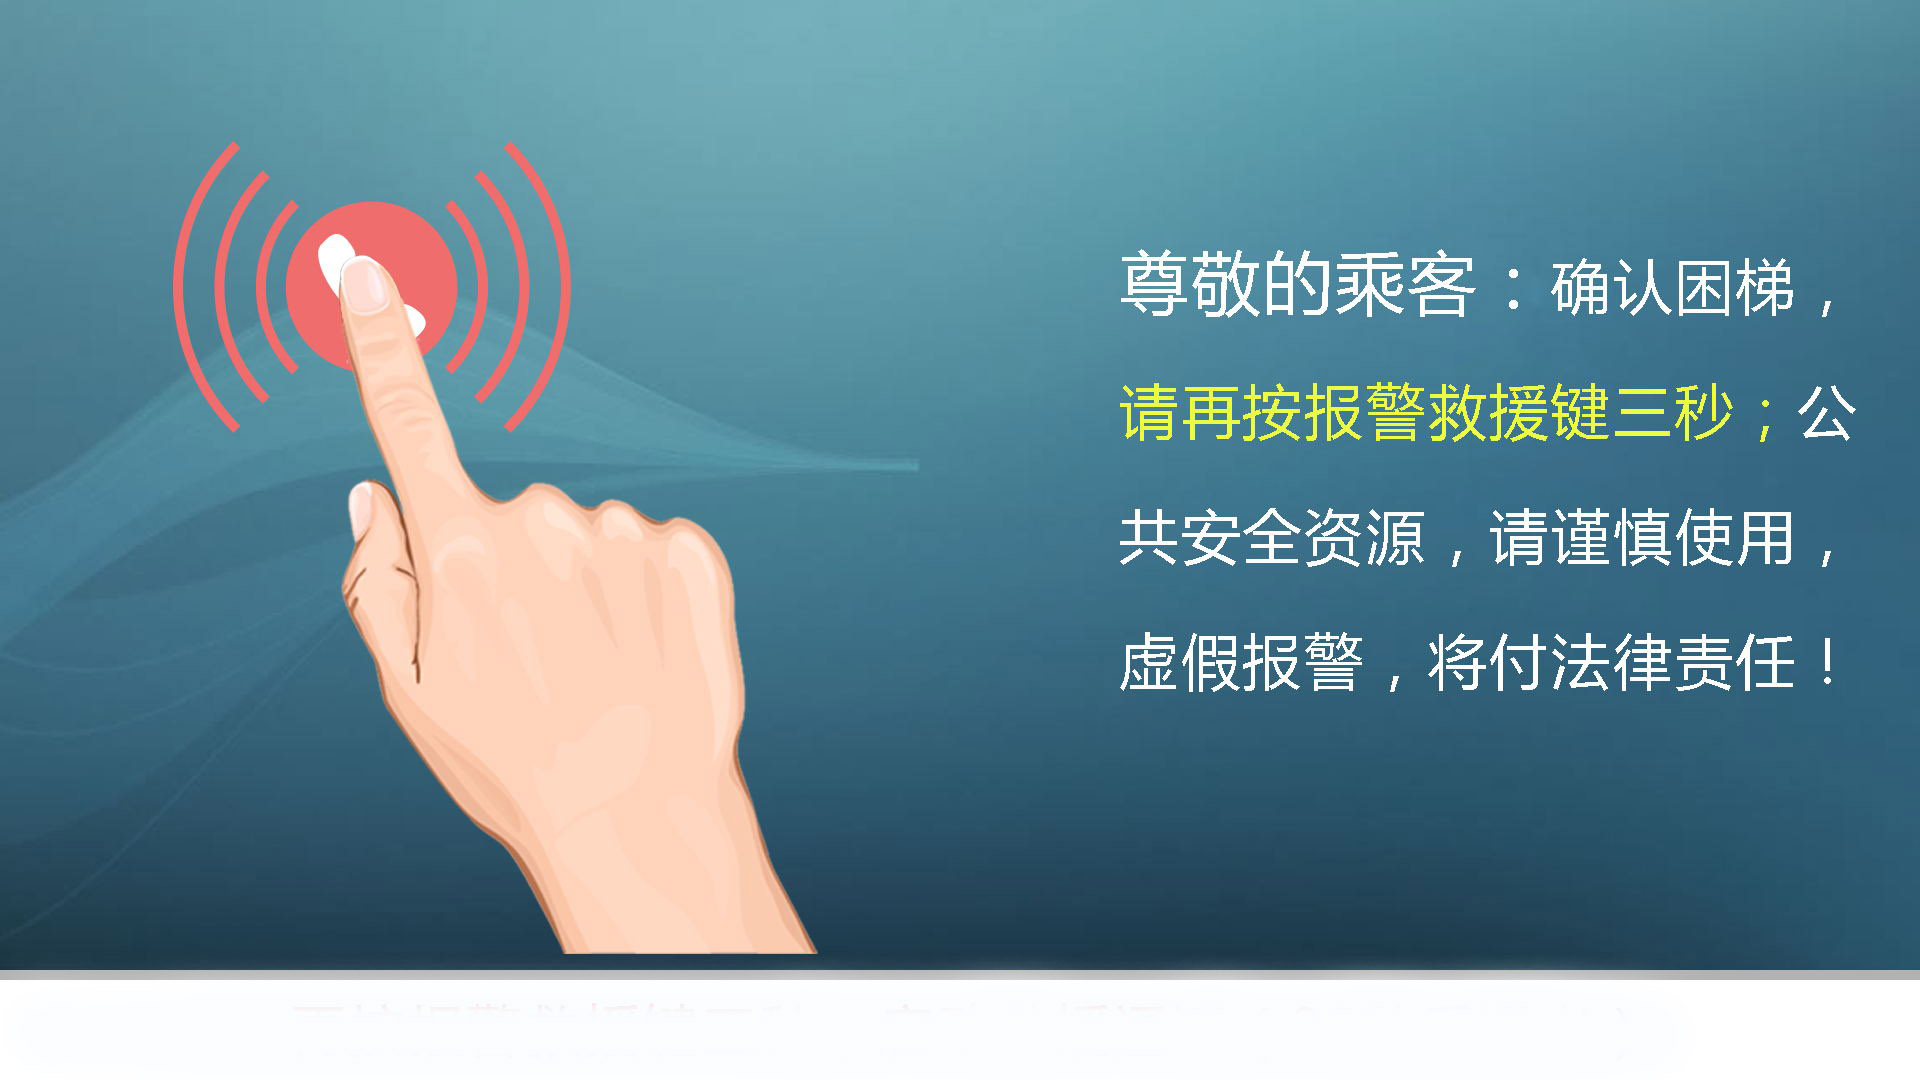 尊敬的乘客：确认困梯，
请再按报警救援键三秒；公
共安全资源，请谨慎使用，
虚假报警，将付法律责任！